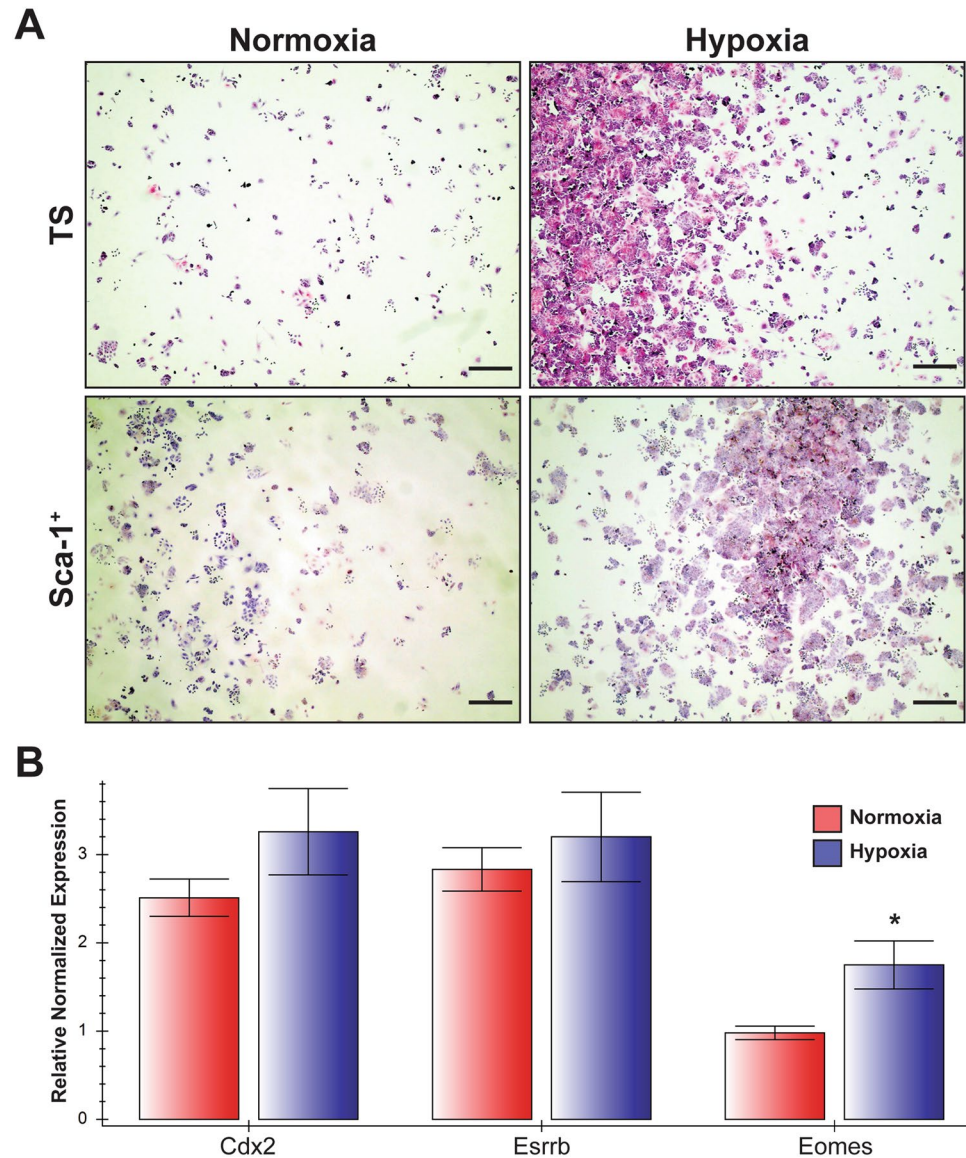 A
Normoxia Hypoxia
TS
Sca-1⁺
B
Relative Normalized Expression
3
2
1
0
Normoxia
Hypoxia
*
Cdx2 Esrrb Eomes